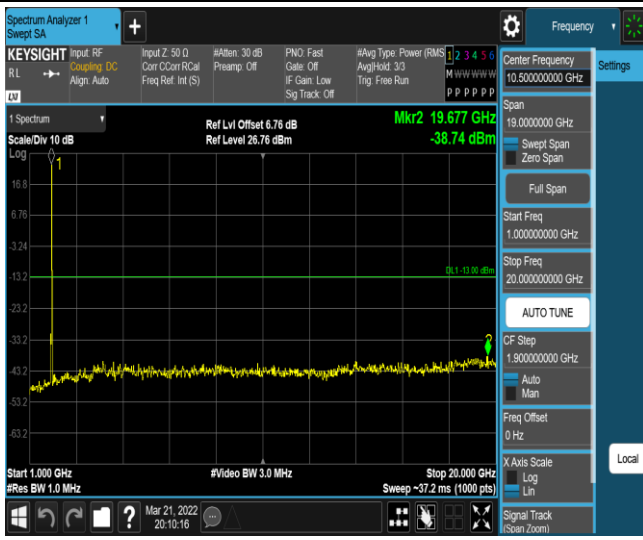 Spectrum Analyzer 1
Swept SA
Frequency
KEYSIGHT
RL
LXI
Input: RF
Coupling: DC
Align: Auto
Input Z: 50 Ω
Corr CCorr RCal
Freq Ref: Int (S)
#Atten: 30 dB
Preamp: Off
PNO: Fast
Gate: Off
IF Gain: Low
Sig Track: Off
#Avg Type: Power (RMS
Avg|Hold: 3/3
Trig: Free Run
1 2 3 4 5 6
M W W W W W
P P P P P P
1 Spectrum
Scale/Div 10 dB
Log
Ref Lvl Offset 6.76 dB
Ref Level 26.76 dBm
Mkr2 19.677 GHz
-38.74 dBm
1
16.8
6.76
-3.24
-13.2
-23.2
-33.2
-43.2
-53.2
-63.2
DL1 -13.00 dBm
2
Start 1.000 GHz
#Res BW 1.0 MHz
#Video BW 3.0 MHz
Stop 20.000 GHz
Sweep ~37.2 ms (1000 pts)
Mar 21, 2022
20:10:16
?
Center Frequency
10.500000000 GHz
Span
19.0000000 GHz
Swept Span
Zero Span
Full Span
Start Freq
1.000000000 GHz
Stop Freq
20.000000000 GHz
AUTO TUNE
CF Step
1.900000000 GHz
Auto
Man
Freq Offset
0 Hz
X Axis Scale
Log
Lin
Signal Track
(Span Zoom)
Settings
Local